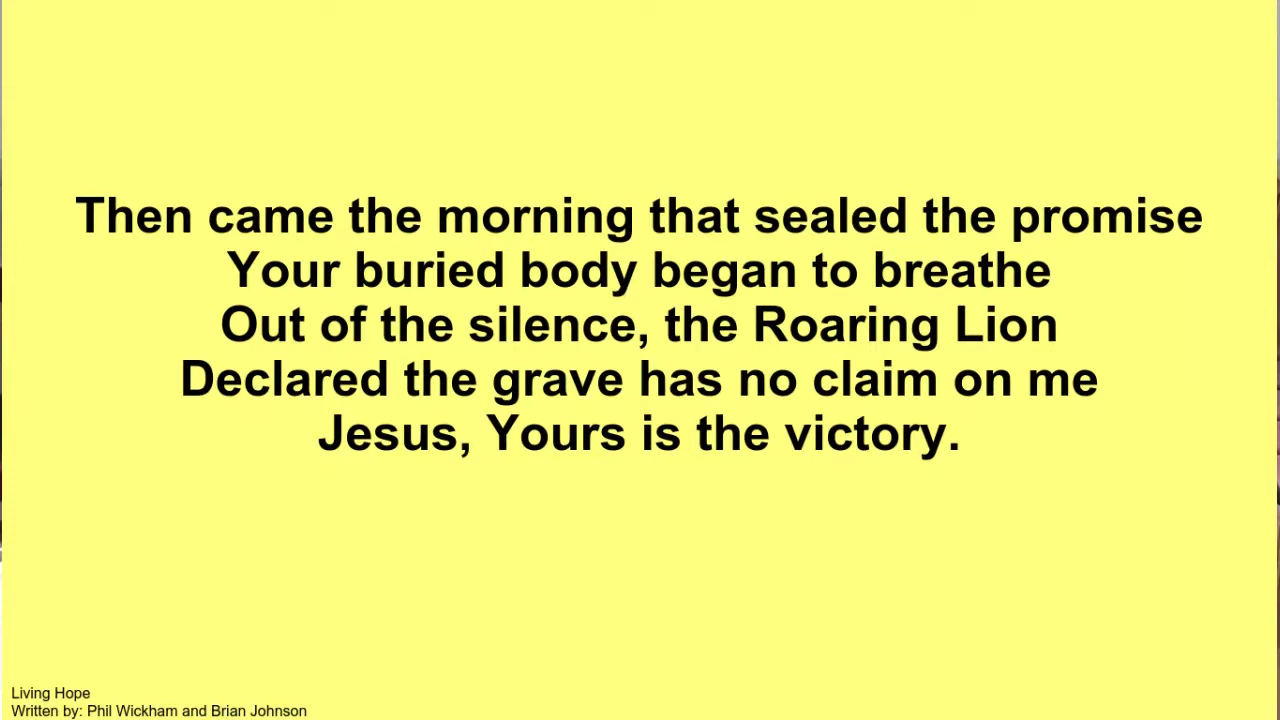 Then came the morning that sealed the promise
Your buried body began to breathe
Out of the silence, the Roaring Lion
Declared the grave has no claim on me
Jesus, Yours is the victory.
Living Hope
Written by: Phil Wickham and Brian Johnson